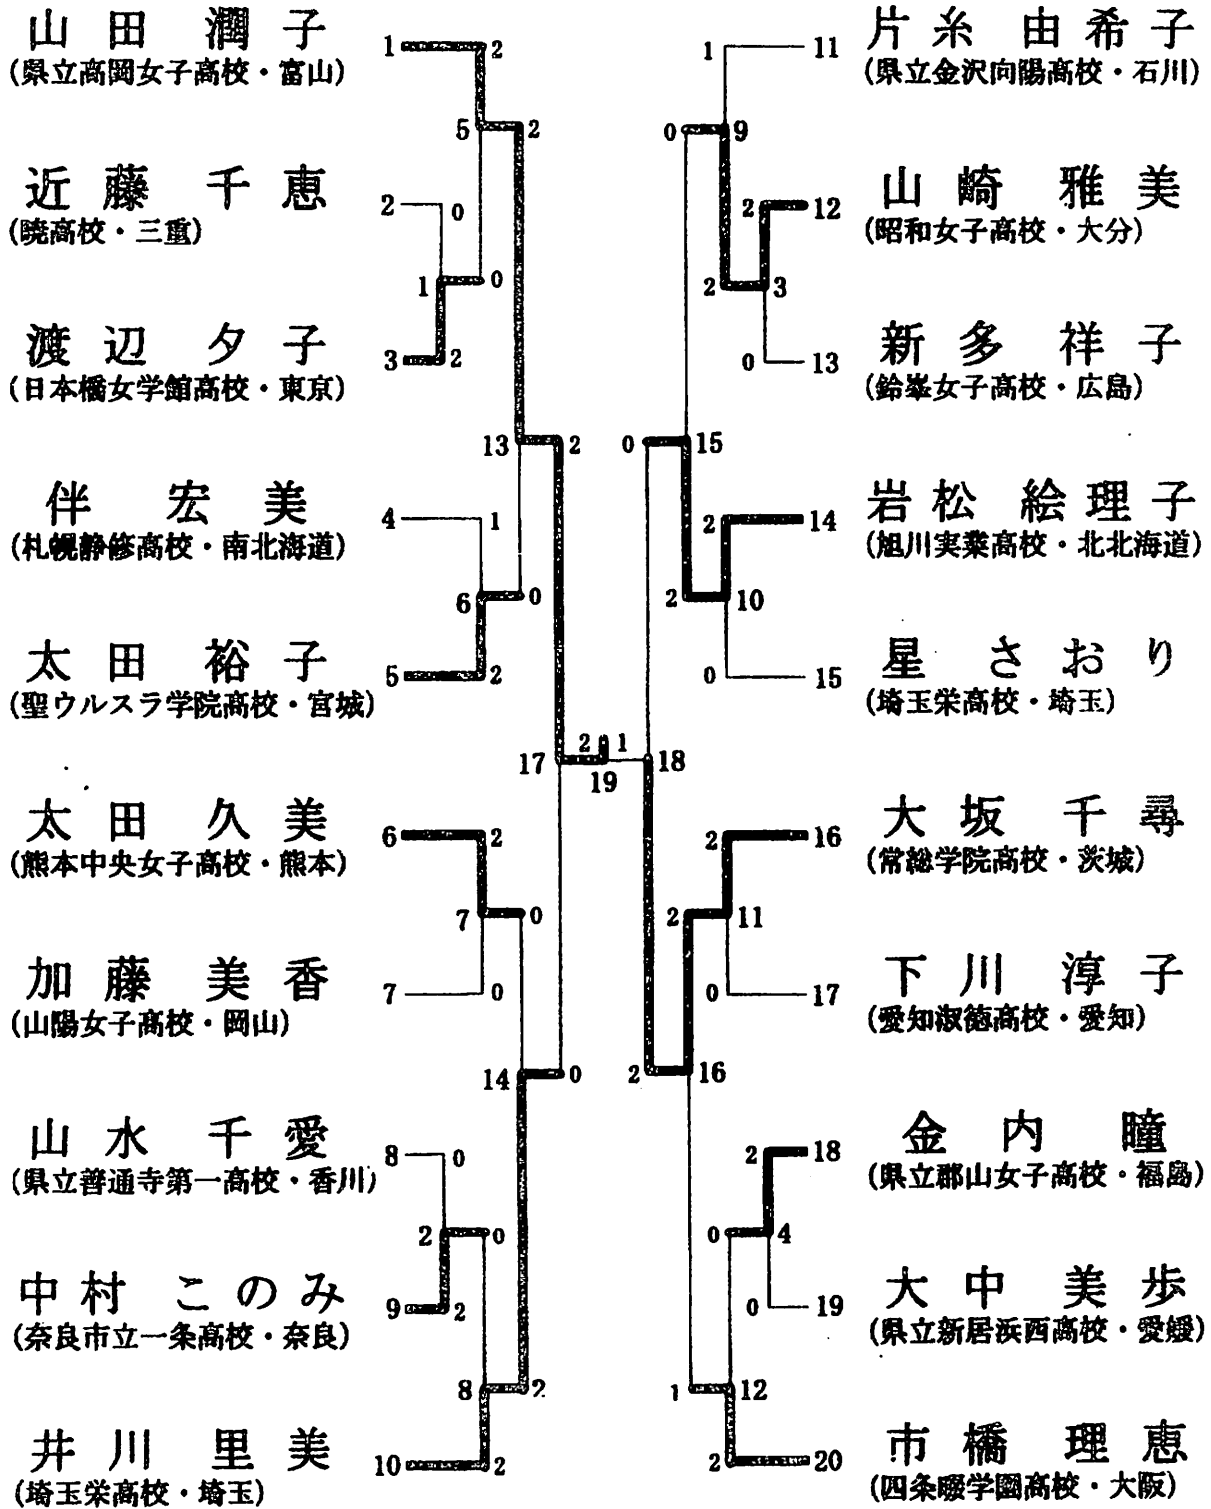 山田 潤子
(県立高岡女子高校・富山)
近藤 千恵
(暁高校・三重)
渡辺 夕子
(日本橋女学館高校・東京)
伴 宏美
(札幌静修高校・南北海道)
太田 裕子
(聖ウルスラ学院高校・宮城)
太田 久美
(熊本中央女子高校・熊本)
加藤 美香
(山陽女子高校・岡山)
山水 千愛
(県立善通寺第一高校・香川)
中村 このみ
(奈良市立一条高校・奈良)
井川 里美
(埼玉栄高校・埼玉)
1 2
5 2
2 0
1 0
3 2
13 2
4 1
6 0
5 2
17 2 1 18
19
6 2
7 0
7 0
14 0
8 0
2 0
9 2
8 2
10 2
1 11
0 9
2 12
2 3
0 13
0 15
2 14
2 10
0 15
2 16
2 11
0 17
2 16
2 18
0 4
0 19
1 12
2 20
片糸 由希子
(県立金沢向陽高校・石川)
山崎 雅美
(昭和女子高校・大分)
新多 祥子
(鈴峯女子高校・広島)
岩松 絵理子
(旭川実業高校・北北海道)
星 さおり
(埼玉栄高校・埼玉)
大坂 千尋
(常総学院高校・茨城)
下川 淳子
(愛知淑徳高校・愛知)
金内 瞳
(県立郡山女子高校・福島)
大中 美歩
(県立新居浜西高校・愛媛)
市橋 理恵
(四条畷学園高校・大阪)